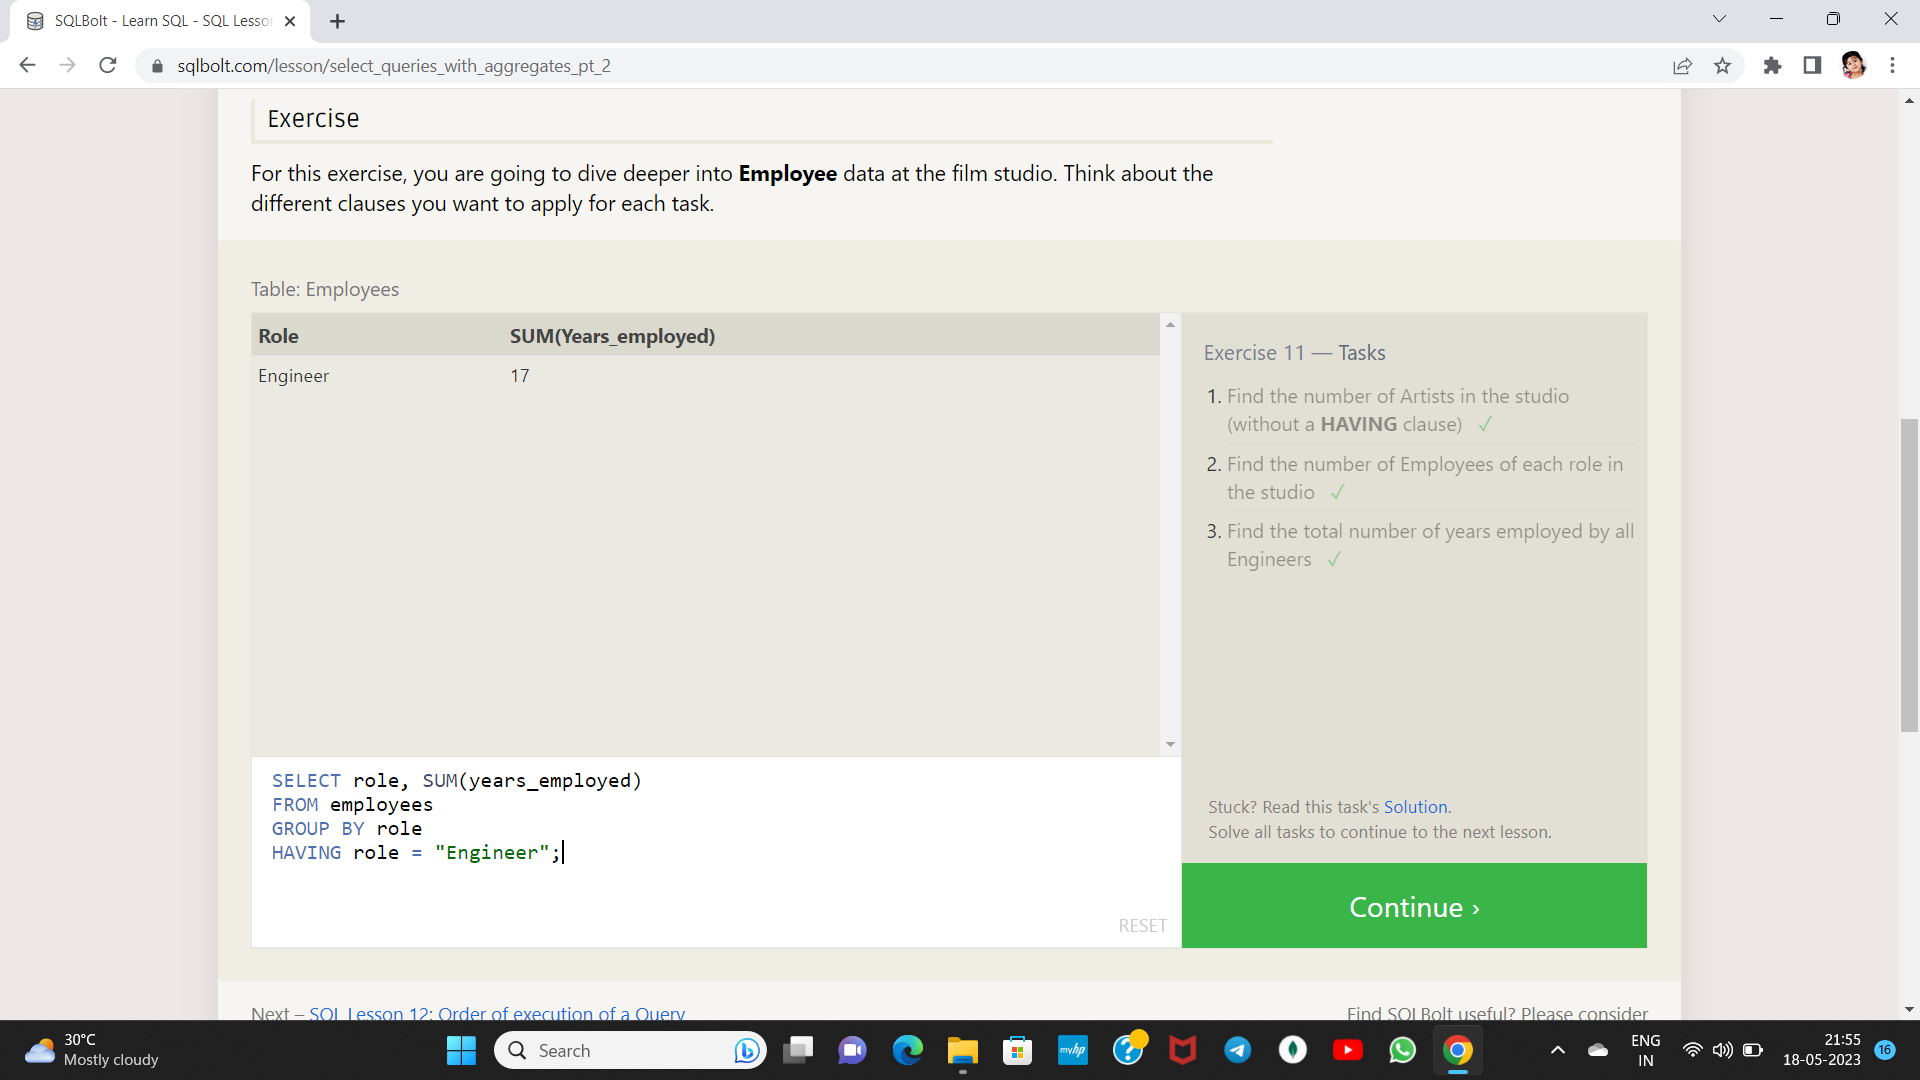 SQLBolt - Learn SQL - SQL Lesso
sqlbolt.com/lesson/select_queries_with_aggregates_pt_2
Exercise
For this exercise, you are going to dive deeper into Employee data at the film studio. Think about the
different clauses you want to apply for each task.
Table: Employees
Role SUM(Years_employed)
Engineer 17
Exercise 11 — Tasks
1. Find the number of Artists in the studio
(without a HAVING clause) ✓
2. Find the number of Employees of each role in
the studio ✓
3. Find the total number of years employed by all
Engineers ✓
SELECT role, SUM(years_employed)
FROM employees
GROUP BY role
HAVING role = "Engineer";
RESET
Stuck? Read this task's Solution.
Solve all tasks to continue to the next lesson.
Continue ›
Next – SQL Lesson 12: Order of execution of a Query
Find SQLBolt useful? Please consider
30°C
Mostly cloudy
Search
myhp
ENG
IN
21:55
18-05-2023
16